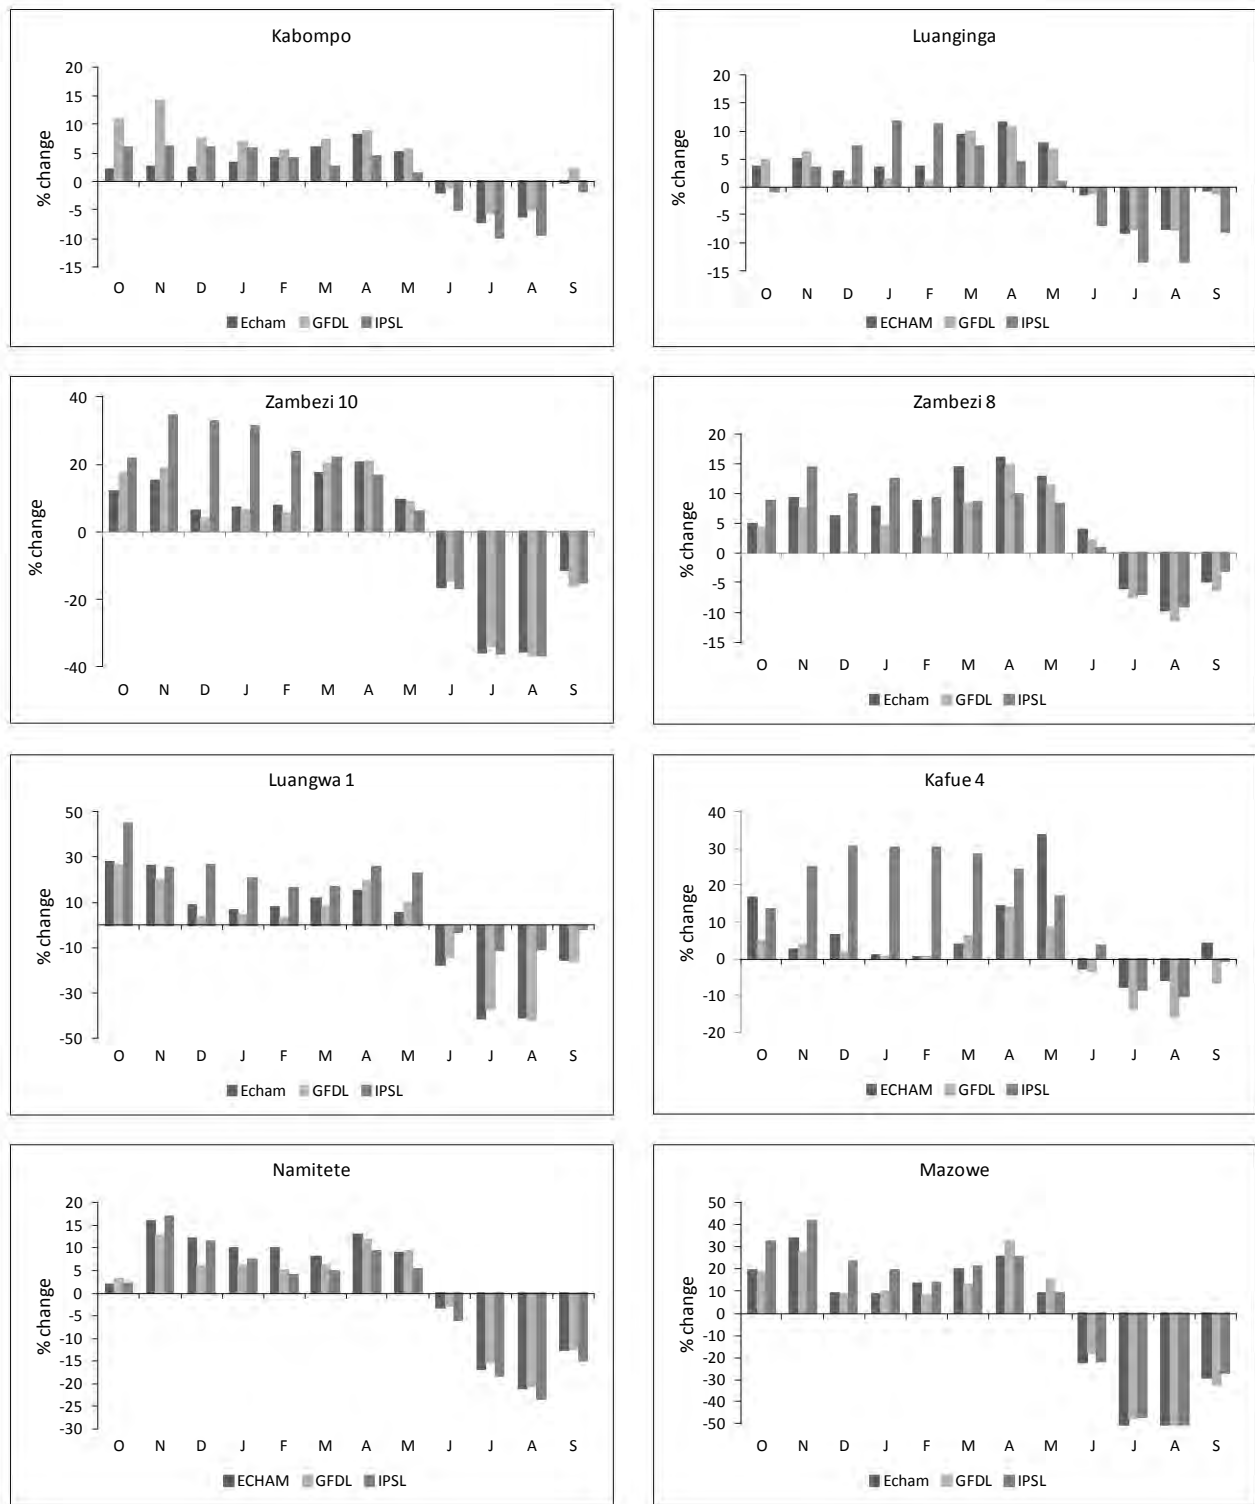 Kabompo
20
15
10
5
0
-5
-10
-15
% change
O N D J F M A M J J A S
Echam GFDL IPSL
Luanginga
20
15
10
5
0
-5
-10
-15
% change
O N D J F M A M J J A S
ECHAM GFDL IPSL
Zambezi 10
40
20
0
-20
-40
% change
O N D J F M A M J J A S
Echam GFDL IPSL
Zambezi 8
20
15
10
5
0
-5
-10
-15
% change
O N D J F M A M J J A S
Echam GFDL IPSL
Luangwa 1
50
30
10
-10
-30
-50
% change
O N D J F M A M J J A S
Echam GFDL IPSL
Kafue 4
40
30
20
10
0
-10
-20
% change
O N D J F M A M J J A S
ECHAM GFDL IPSL
Namitete
20
15
10
5
0
-5
-10
-15
-20
-25
-30
% change
O N D J F M A M J J A S
ECHAM GFDL IPSL
Mazowe
50
40
30
20
10
0
-10
-20
-30
-40
-50
% change
O N D J F M A M J J A S
Echam GFDL IPSL